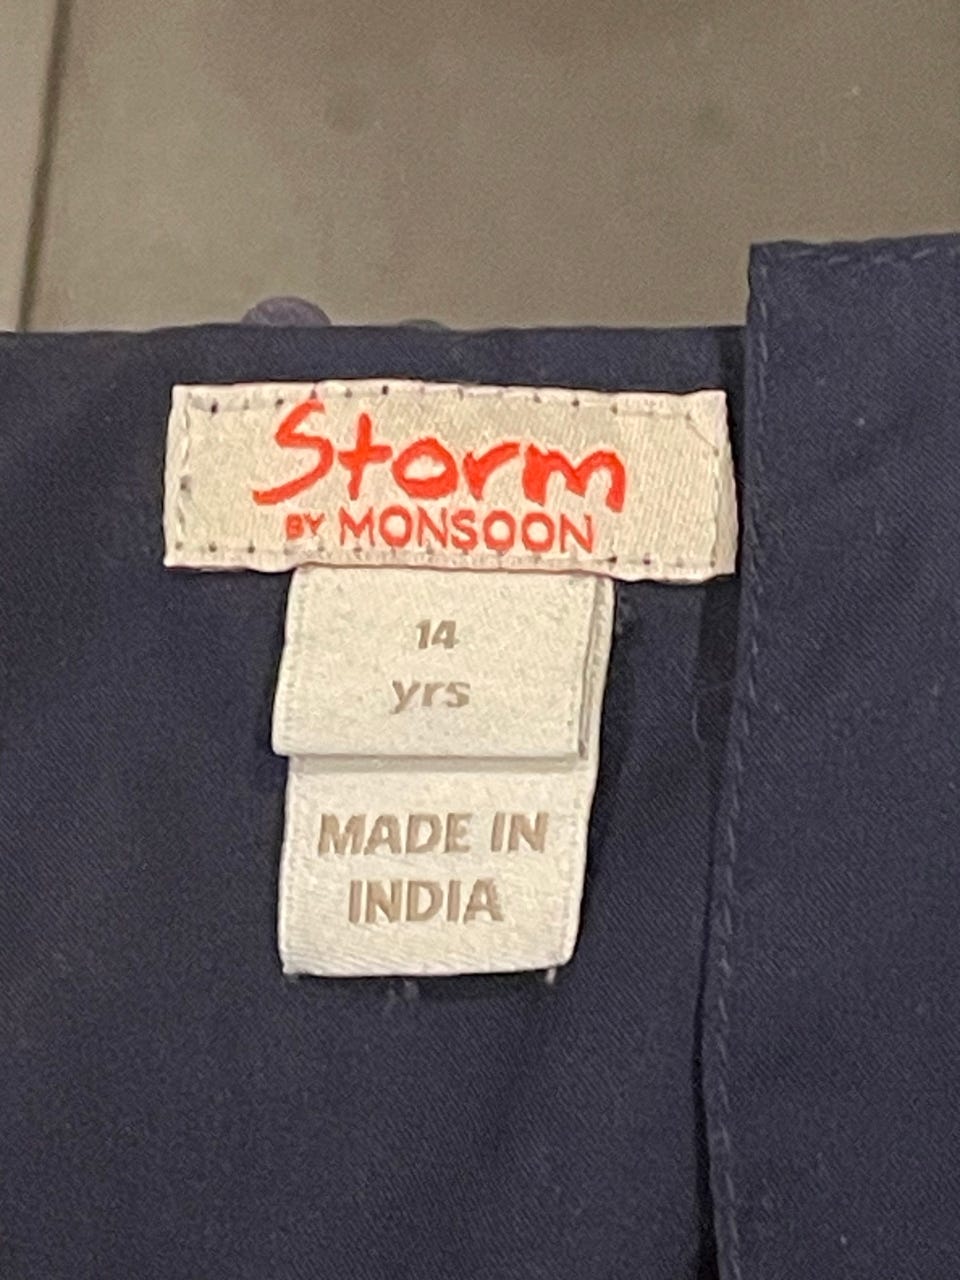 Storm
BY MONSOON
14
yrs
MADE IN
INDIA